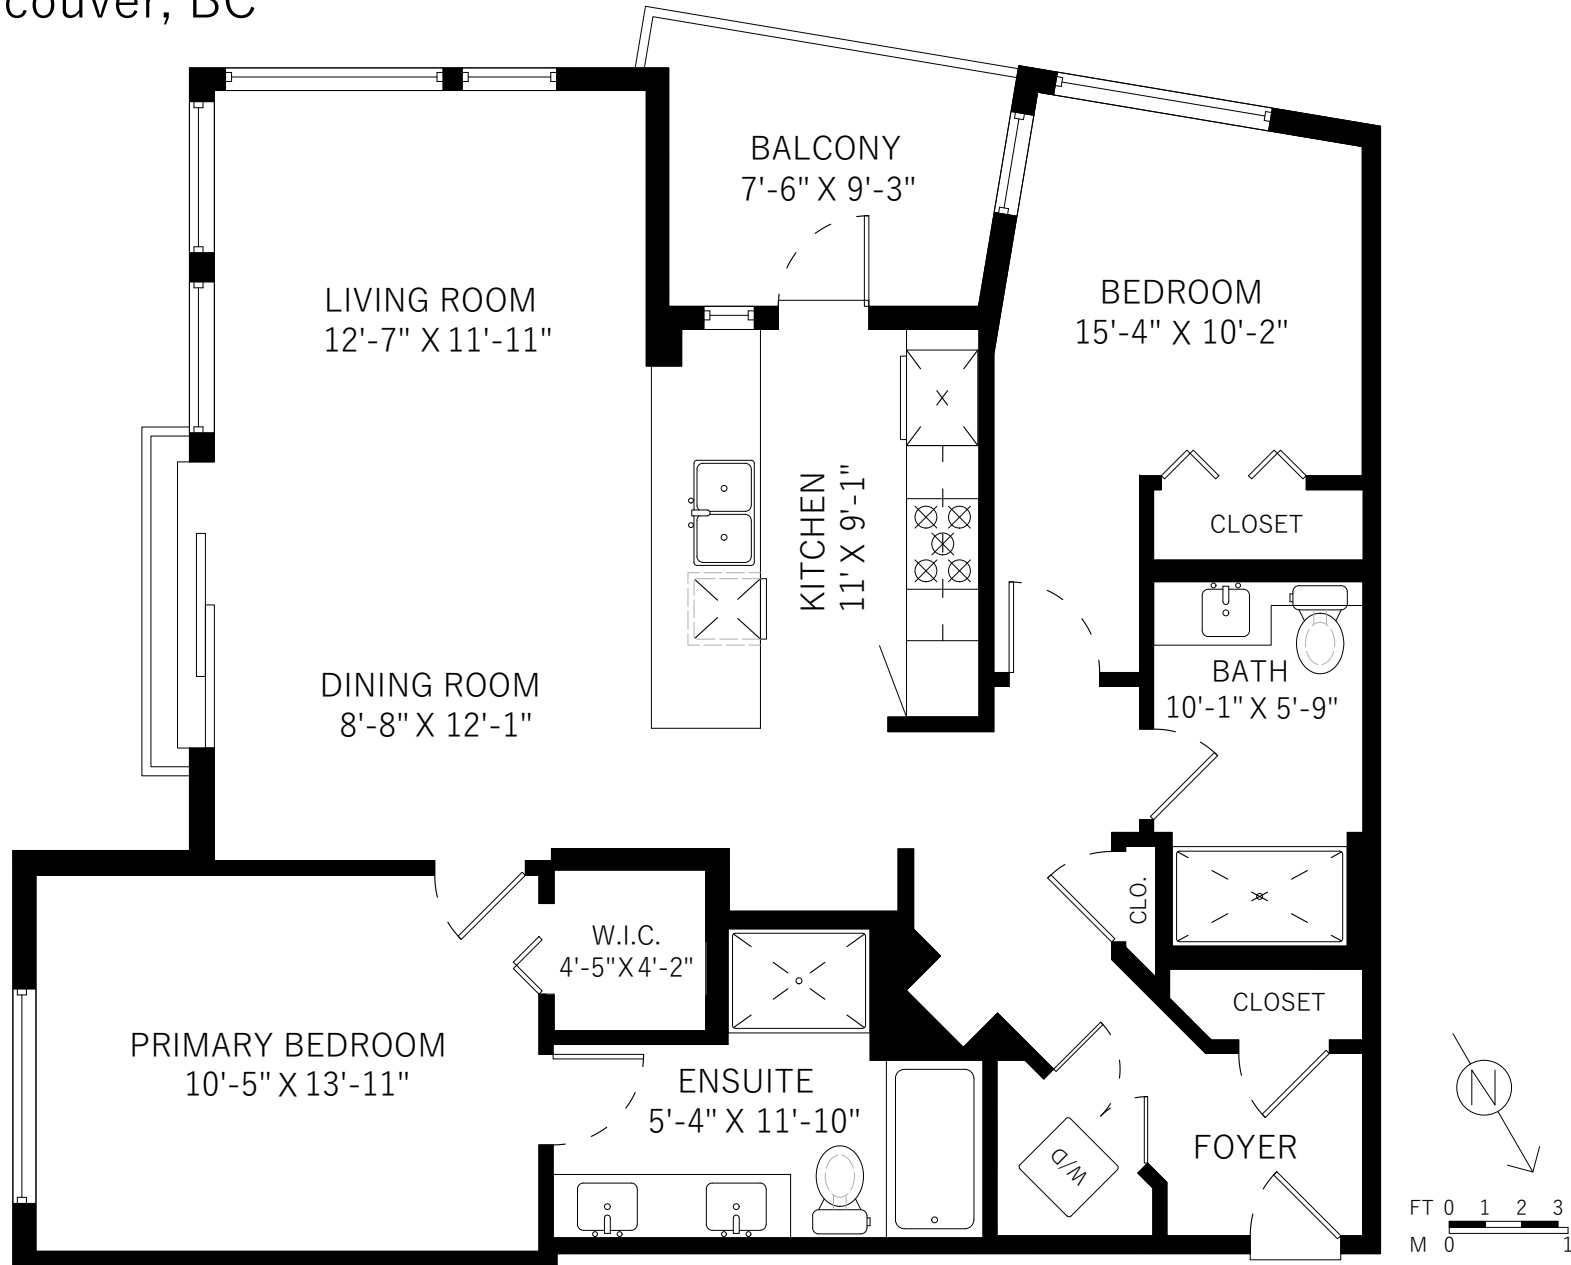 couver, BC
BALCONY
7'-6" X 9'-3"
LIVING ROOM
12'-7" X 11'-11"
BEDROOM
15'-4" X 10'-2"
KITCHEN
11' X 9'-1"
CLOSET
DINING ROOM
8'-8" X 12'-1"
BATH
10'-1" X 5'-9"
CLO.
W.I.C.
4'-5" X 4'-2"
CLOSET
PRIMARY BEDROOM
10'-5" X 13'-11"
ENSUITE
5'-4" X 11'-10"
W/D
FOYER
N
FT 0 1 2 3
M 0 1
X